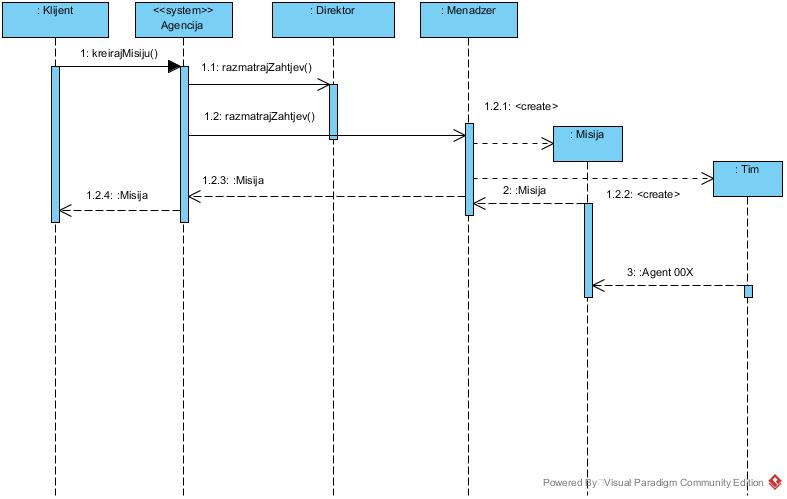 : Klijent
<<system>>
Agencija
: Direktor
: Menadzer
1: kreirajMisiju()
1.1: razmatrajZahtjev()
1.2: razmatrajZahtjev()
1.2.1: <create>
: Misija
: Tim
1.2.3: :Misija
1.2.4: :Misija
2: :Misija
1.2.2: <create>
3: :Agent 00X
Powered By Visual Paradigm Community Edition